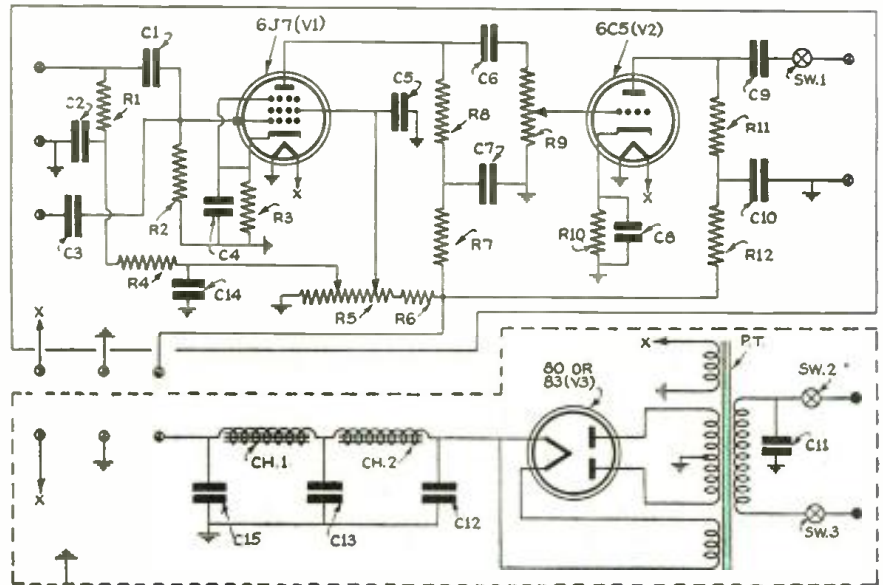 C1
6J7(V1)
6C5(V2)
C2
R1
C5
C6
R8
R9
C9
SW.1
R11
C7
R2
C4
R3
X
X
C3
R7
R10
C8
C10
R12
R4
C14
R5
R6
X
80 OR
83(V3)
X
P.T.
SW.2
C11
CH.1
CH.2
X
C15
C13
C12
SW.3